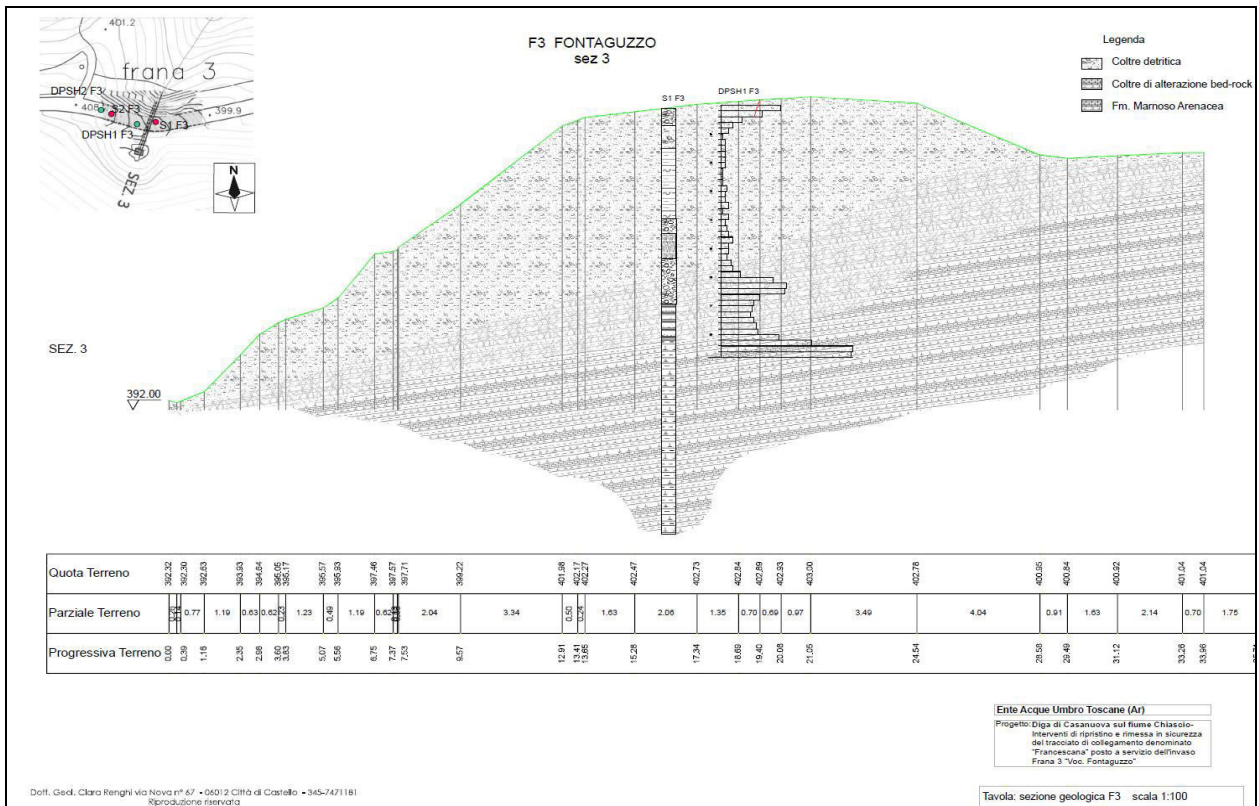 401.2
frana 3
DPSH2 F3
408
S2 F3
399.9
DPSH1 F3
S1 F3
SEZ. 3
N
F3 FONTAGUZZO
sez 3
Legenda
Coltre detritica
Coltre di alterazione bed-rock
Fm. Marnoso Arenacea
S1 F3
DPSH1 F3
SEZ. 3
392.00
Quota Terreno 392.32 392.30 392.63 393.93 394.64 395.05 395.17 395.57 395.93 397.46 397.57 397.71 399.22 401.98 402.17 402.27 402.47 402.73 402.84 402.89 402.93 403.00 402.78 400.95 400.84 400.92 401.04 401.04
Parziale Terreno 0.77 1.19 0.63 0.62 0.23 1.23 0.49 1.19 0.62 2.04 3.34 0.50 0.24 1.63 2.06 1.35 0.70 0.69 0.97 3.49 4.04 0.91 1.63 2.14 0.70 1.75
Progressiva Terreno 0.00 0.39 1.16 2.35 2.98 3.60 3.83 5.07 5.56 6.75 7.37 7.53 9.57 12.91 13.41 13.65 15.28 17.34 18.69 19.40 20.08 21.05 24.54 28.58 29.49 31.12 33.26 33.96
Ente Acque Umbro Toscane (Ar)
Progetto: Diga di Casanuova sul fiume Chiascio-
Interventi di ripristino e rimessa in sicurezza
del tracciato di collegamento denominato
"Francescana" posto a servizio dell'invaso
Frana 3 "Voc. Fontaguzzo"
Dott. Geol. Clara Renghi via Nova n° 67 - 06012 Città di Castello - 345-7471181
Riproduzione riservata
Tavola: sezione geologica F3 scala 1:100